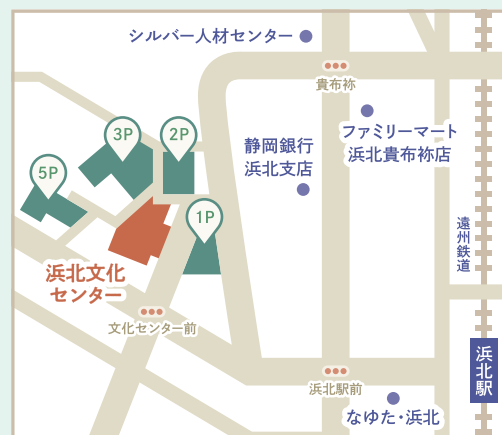 シルバー人材センター
貴布祢
ファミリーマート
浜北貴布祢店
静岡銀行
浜北支店
3P
2P
5P
1P
遠州鉄道
浜北文化
センター
文化センター前
浜北駅
浜北駅前
なゆた・浜北